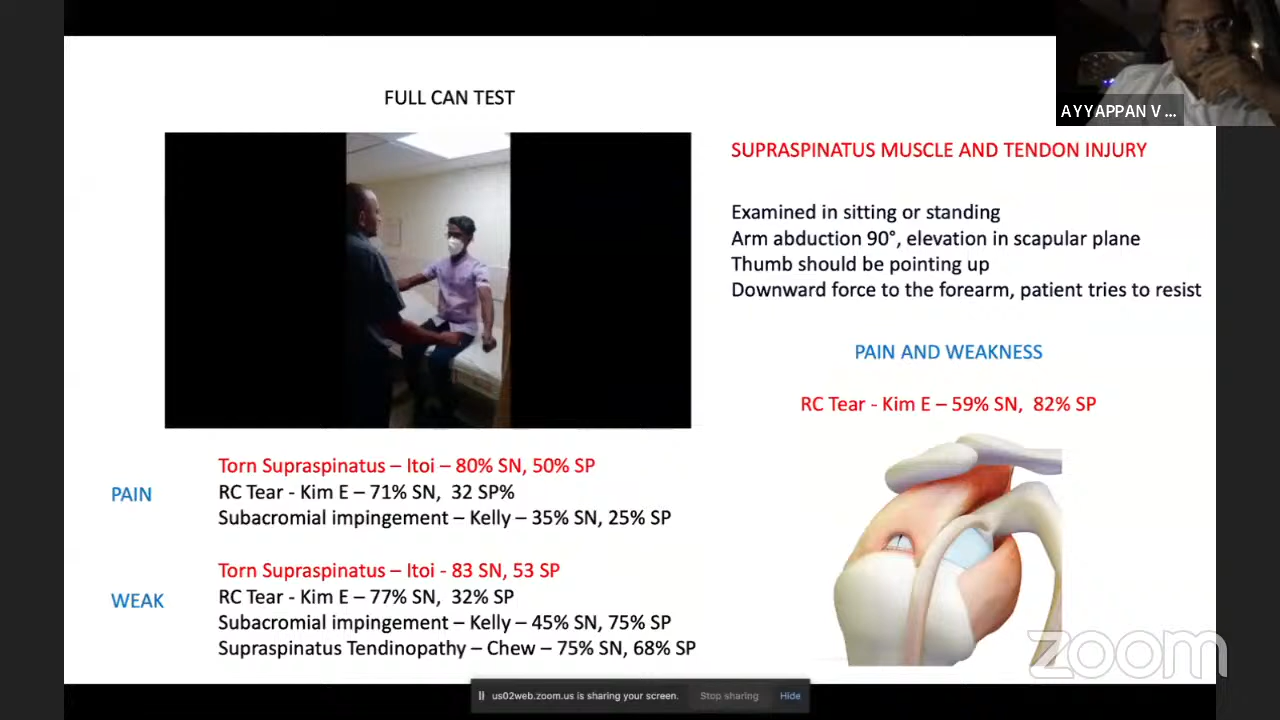 FULL CAN TEST
AYYAPPAN V ...
SUPRASPINATUS MUSCLE AND TENDON INJURY
Examined in sitting or standing
Arm abduction 90°, elevation in scapular plane
Thumb should be pointing up
Downward force to the forearm, patient tries to resist
PAIN AND WEAKNESS
RC Tear - Kim E – 59% SN, 82% SP
PAIN
Torn Supraspinatus – Itoi – 80% SN, 50% SP
RC Tear - Kim E – 71% SN, 32 SP%
Subacromial impingement – Kelly – 35% SN, 25% SP
WEAK
Torn Supraspinatus – Itoi - 83 SN, 53 SP
RC Tear - Kim E – 77% SN, 32% SP
Subacromial impingement – Kelly – 45% SN, 75% SP
Supraspinatus Tendinopathy – Chew – 75% SN, 68% SP
zoom
us02web.zoom.us is sharing your screen.
Stop sharing
Hide